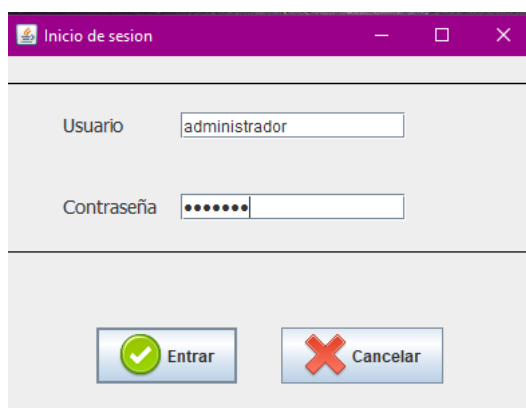 Inicio de sesion
Usuario administrador
Contraseña •••••••
Entrar Cancelar